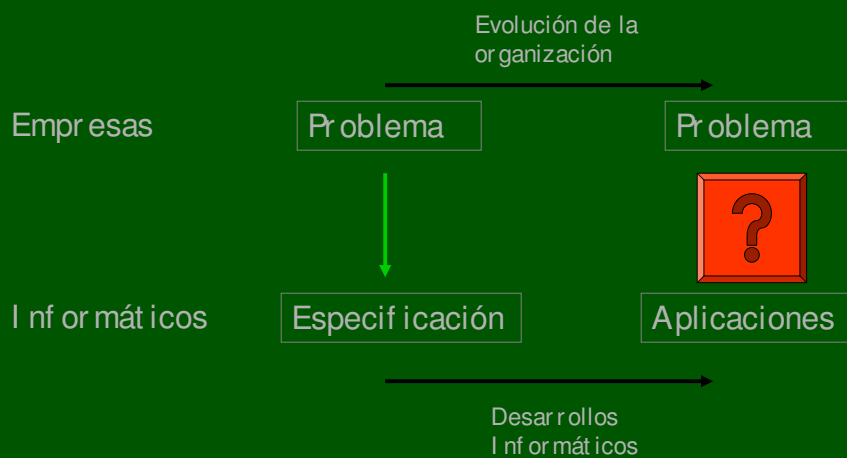 Evolución de la
organización
Empresas
Problema
Problema
?
Informáticos
Especificación
Aplicaciones
Desarrollos
Informáticos